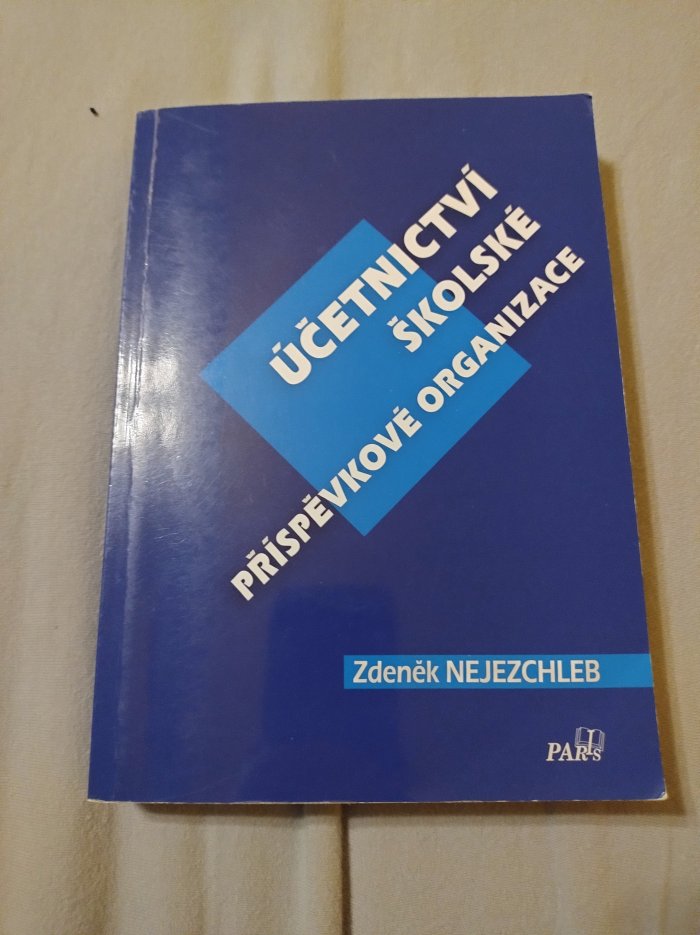 ÚČETNICTVÍ
ŠKOLSKÉ
PŘÍSPĚVKOVÉ ORGANIZACE
Zdeněk NEJEZCHLEB
PARIS